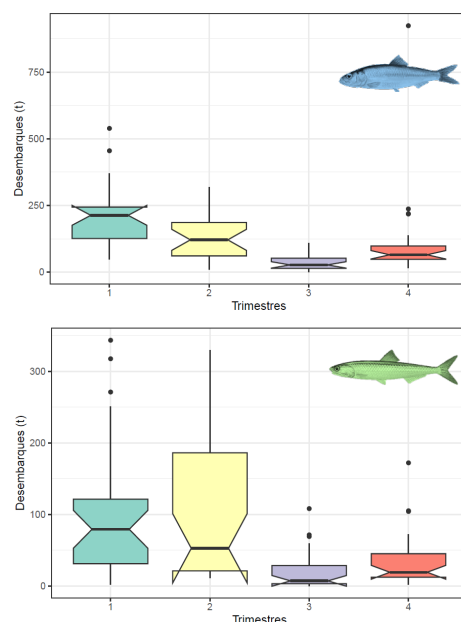 Desembarques (t)
750
500
250
0
1 2 3 4
Trimestres
Desembarques (t)
300
200
100
0
1 2 3 4
Trimestres